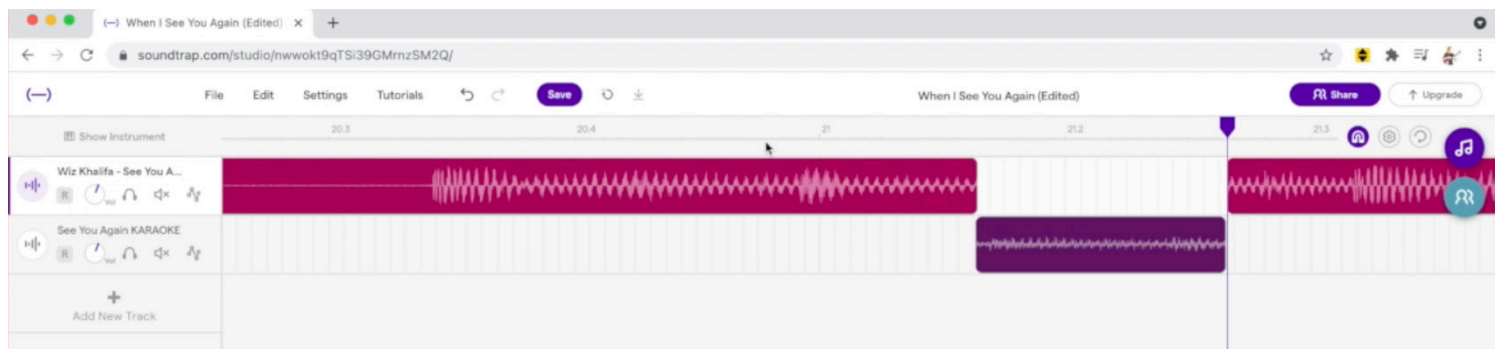 (—) When I See You Again (Edited) × +
soundtrap.com/studio/nwwokt9qTSi39GMrnzSM2Q/
(—) File Edit Settings Tutorials Save When I See You Again (Edited) Share Upgrade
Show Instrument 20.3 20.4 21 21.2 21.3
Wiz Khalifa - See You A...
R Vol
See You Again KARAOKE
R Vol
+
Add New Track